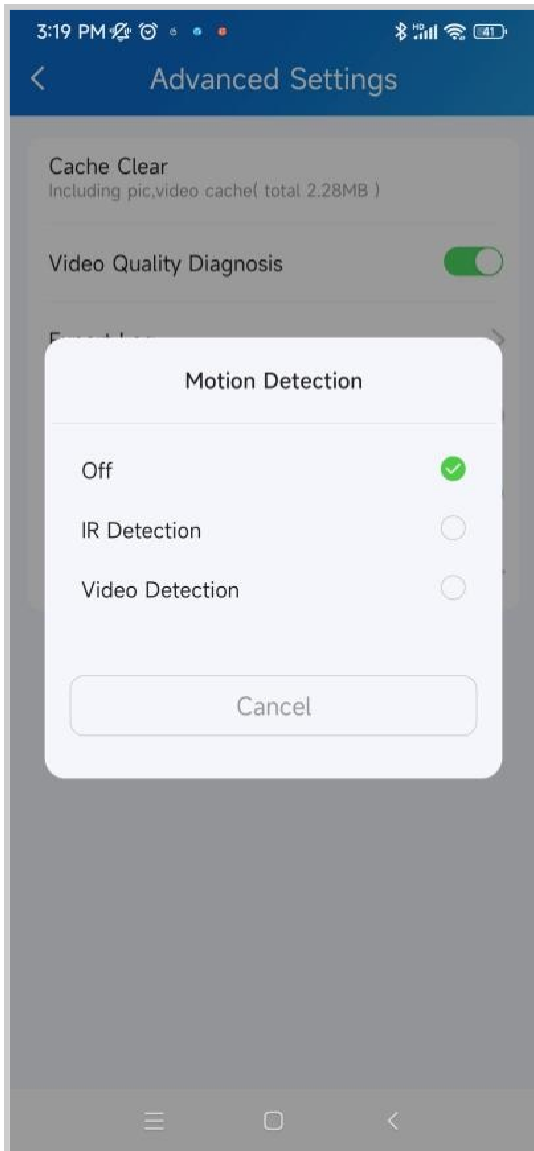 3:19 PM
41
Advanced Settings
Cache Clear
Including pic,video cache( total 2.28MB )
Video Quality Diagnosis
Motion Detection
Off
IR Detection
Video Detection
Cancel